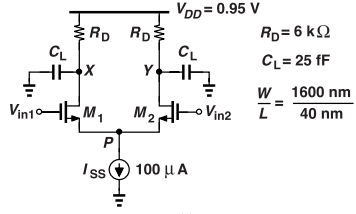 V_DD = 0.95 V
R_D R_D
R_D = 6 kΩ
C_L C_L
C_L = 25 fF
X Y
W/L = 1600 nm/40 nm
V_in1 M_1 M_2 V_in2
P
I_SS 100 μA